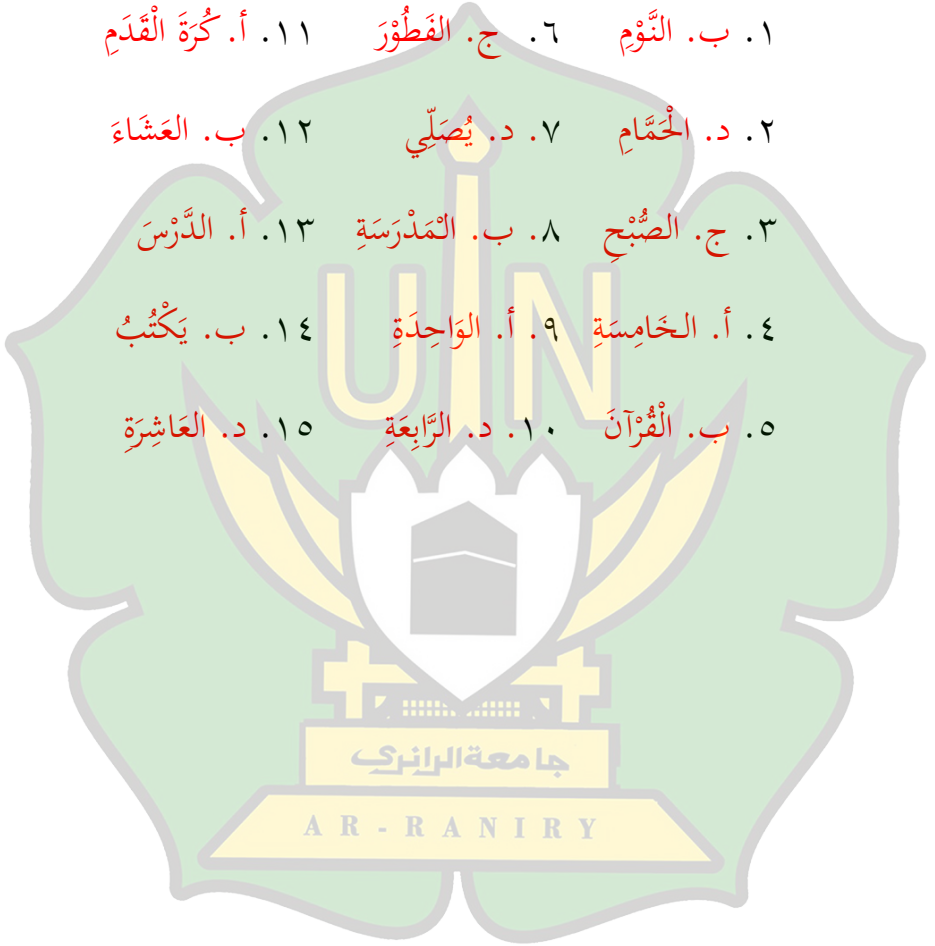 ١. ب. النَّوْمِ ٦. ج. الفَطُوْرَ ١١. أ. كُرَةَ الْقَدَمِ
٢. د. الْحَمَّامِ ٧. د. يُصَلِّي ١٢. ب. العَشَاءَ
٣. ج. الصُّبْحِ ٨. ب. الْمَدْرَسَةِ ١٣. أ. الدَّرْسَ
٤. أ. الخَامِسَةِ ٩. أ. الوَاحِدَةِ ١٤. ب. يَكْتُبُ
٥. ب. الْقُرْآنَ ١٠. د. الرَّابِعَةِ ١٥. د. العَاشِرَةِ
UIN
جامعة الرانري
AR-RANIRY